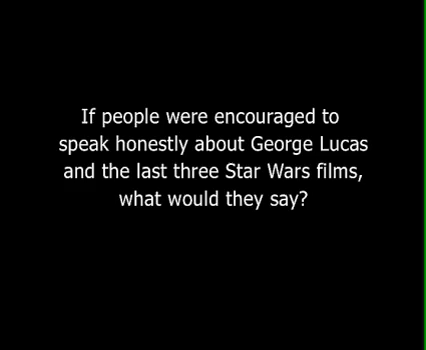 If people were encouraged to
speak honestly about George Lucas
and the last three Star Wars films,
what would they say?